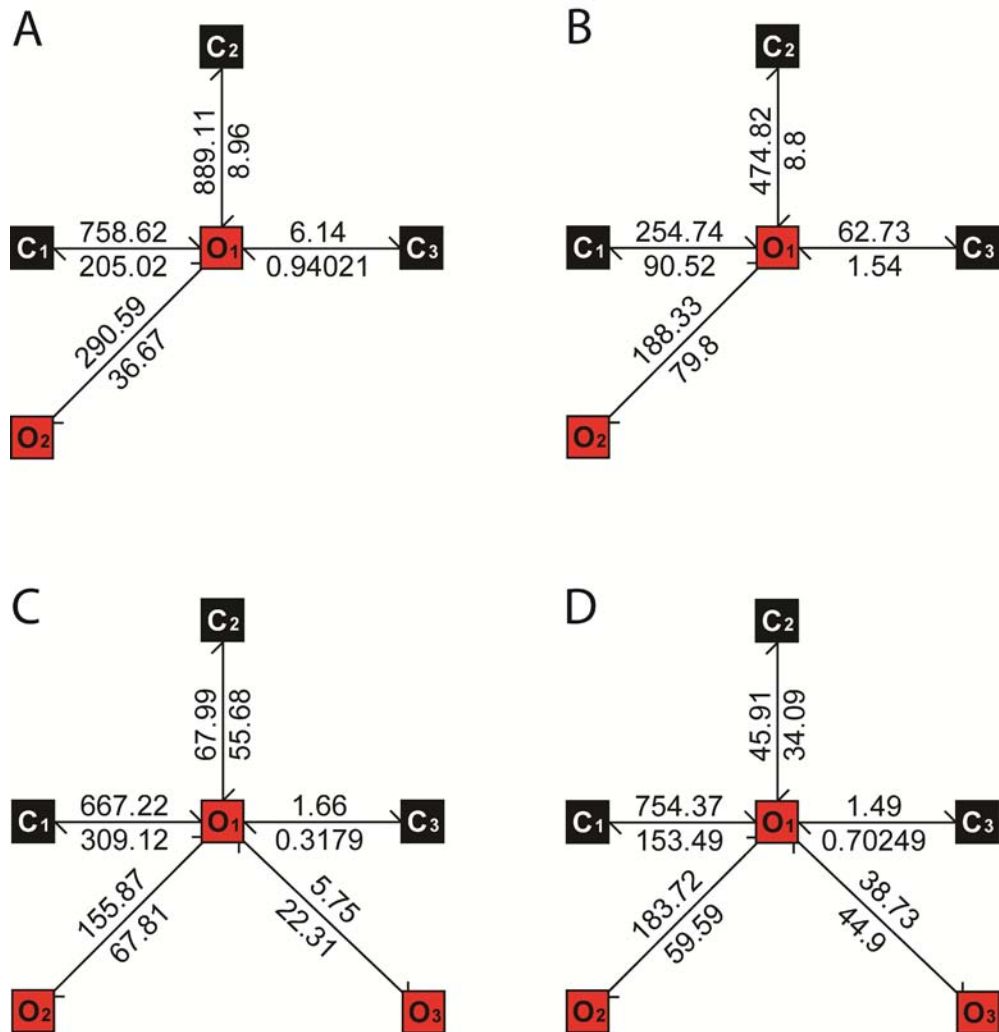 A
B
C2
C2
889.11
8.96
474.82
8.8
C1
758.62
205.02
O1
6.14
0.94021
C3
C1
254.74
90.52
O1
62.73
1.54
C3
290.59
36.67
188.33
79.8
O2
O2
C
D
C2
C2
67.99
55.68
45.91
34.09
C1
667.22
309.12
O1
1.66
0.3179
C3
C1
754.37
153.49
O1
1.49
0.70249
C3
155.87
67.81
5.75
22.31
183.72
59.59
38.73
44.9
O2
O3
O2
O3